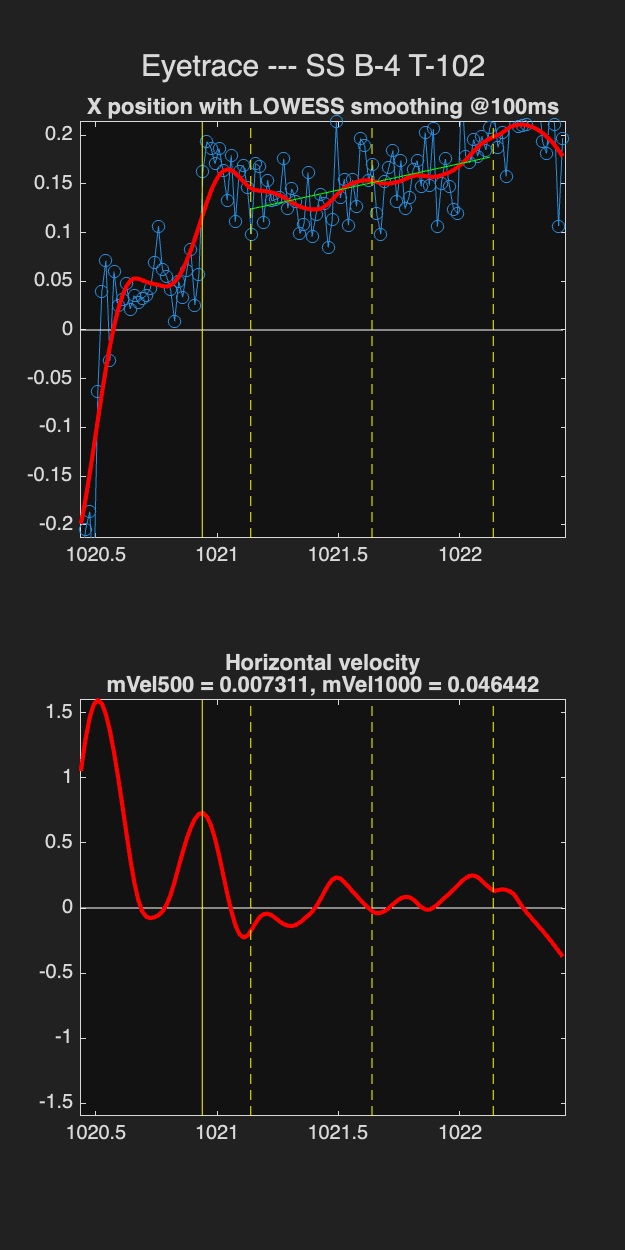 Eyetrace --- SS B-4 T-102
X position with LOWESS smoothing @100ms
0.2
0.15
0.1
0.05
0
-0.05
-0.1
-0.15
-0.2
1020.5 1021 1021.5 1022
Horizontal velocity
mVel500 = 0.007311, mVel1000 = 0.046442
1.5
1
0.5
0
-0.5
-1
-1.5
1020.5 1021 1021.5 1022